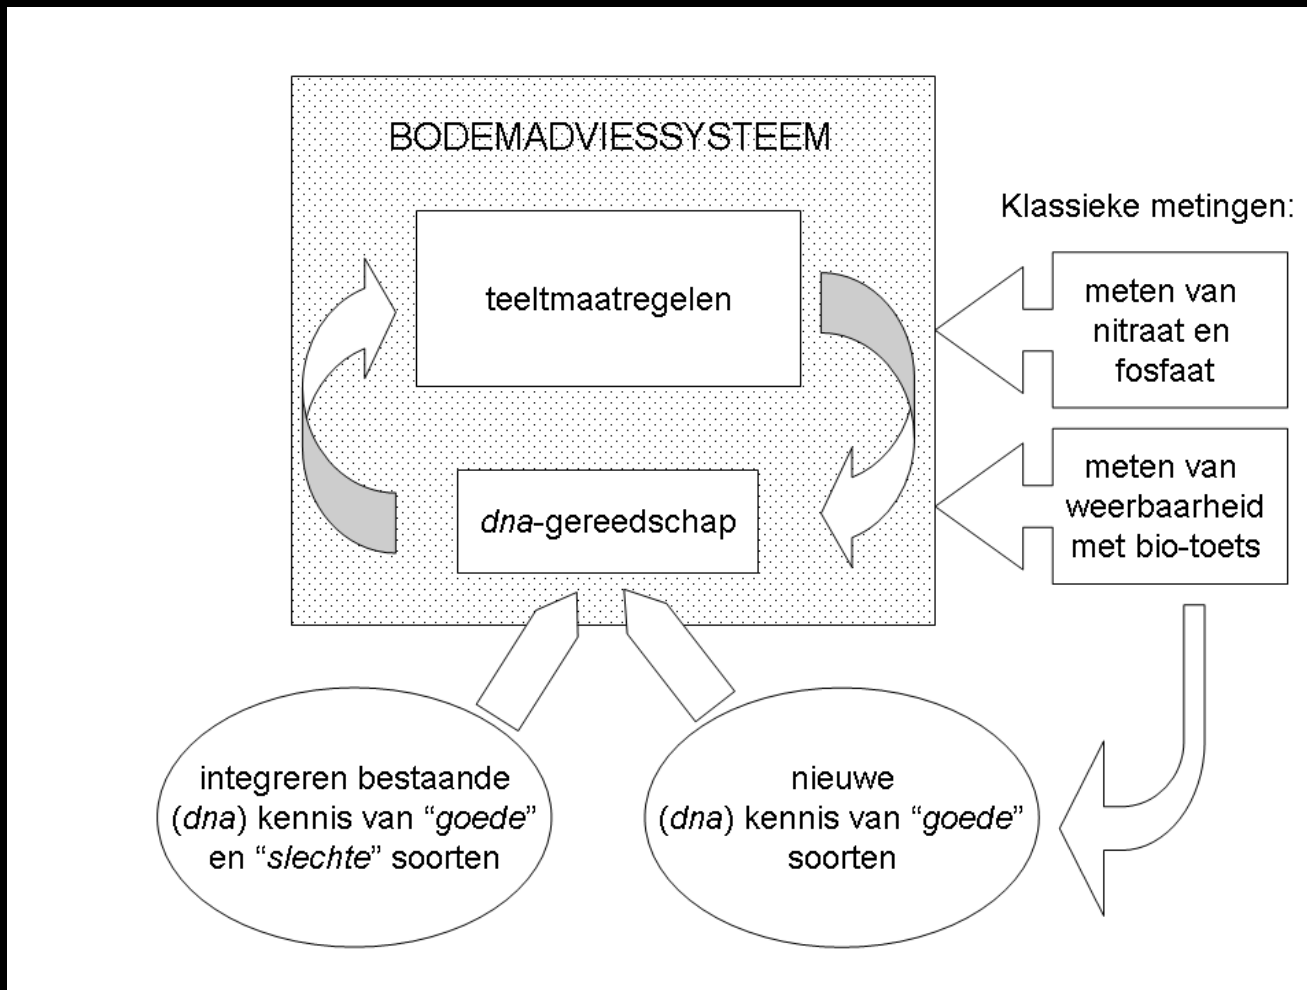 BODEMADVIESSYSTEEM
teeltmaatregelen
dna-gereedschap
Klassieke metingen:
meten van
nitraat en
fosfaat
meten van
weerbaarheid
met bio-toets
integreren bestaande
(dna) kennis van “goede”
en “slechte” soorten
nieuwe
(dna) kennis van “goede”
soorten